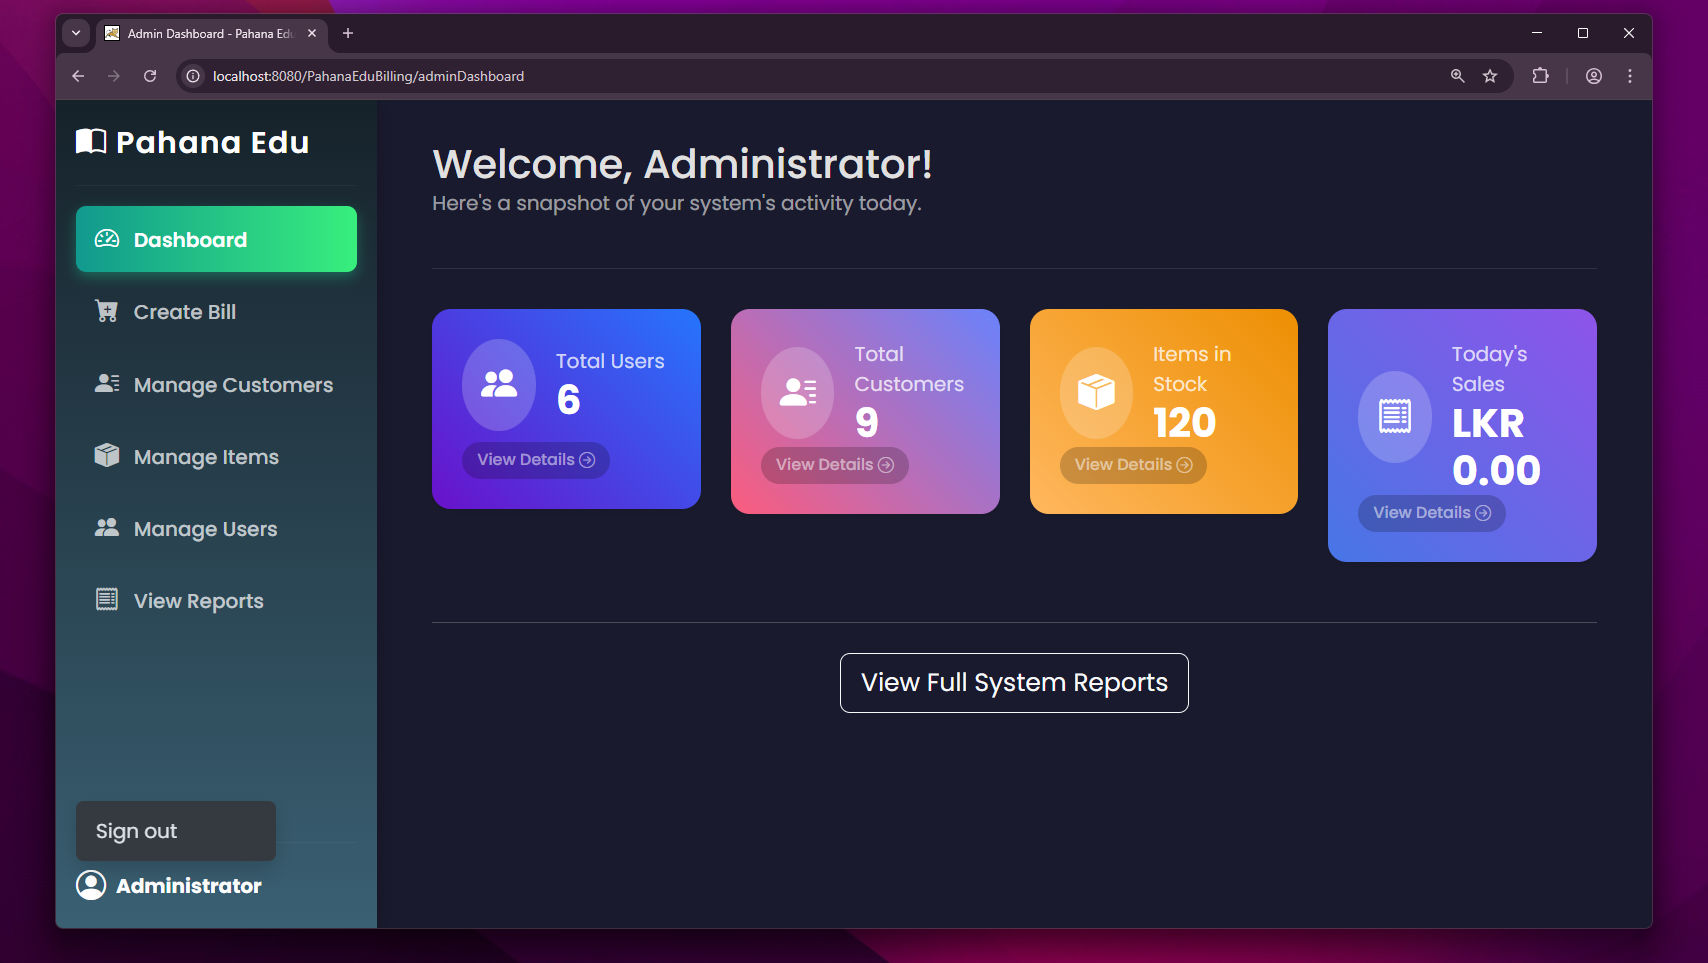 Admin Dashboard - Pahana Edu
localhost:8080/PahanaEduBilling/adminDashboard
Pahana Edu
Dashboard
Create Bill
Manage Customers
Manage Items
Manage Users
View Reports
Sign out
Administrator
Welcome, Administrator!
Here's a snapshot of your system's activity today.
Total Users
6
View Details
Total
Customers
9
View Details
Items in
Stock
120
View Details
Today's
Sales
LKR
0.00
View Details
View Full System Reports